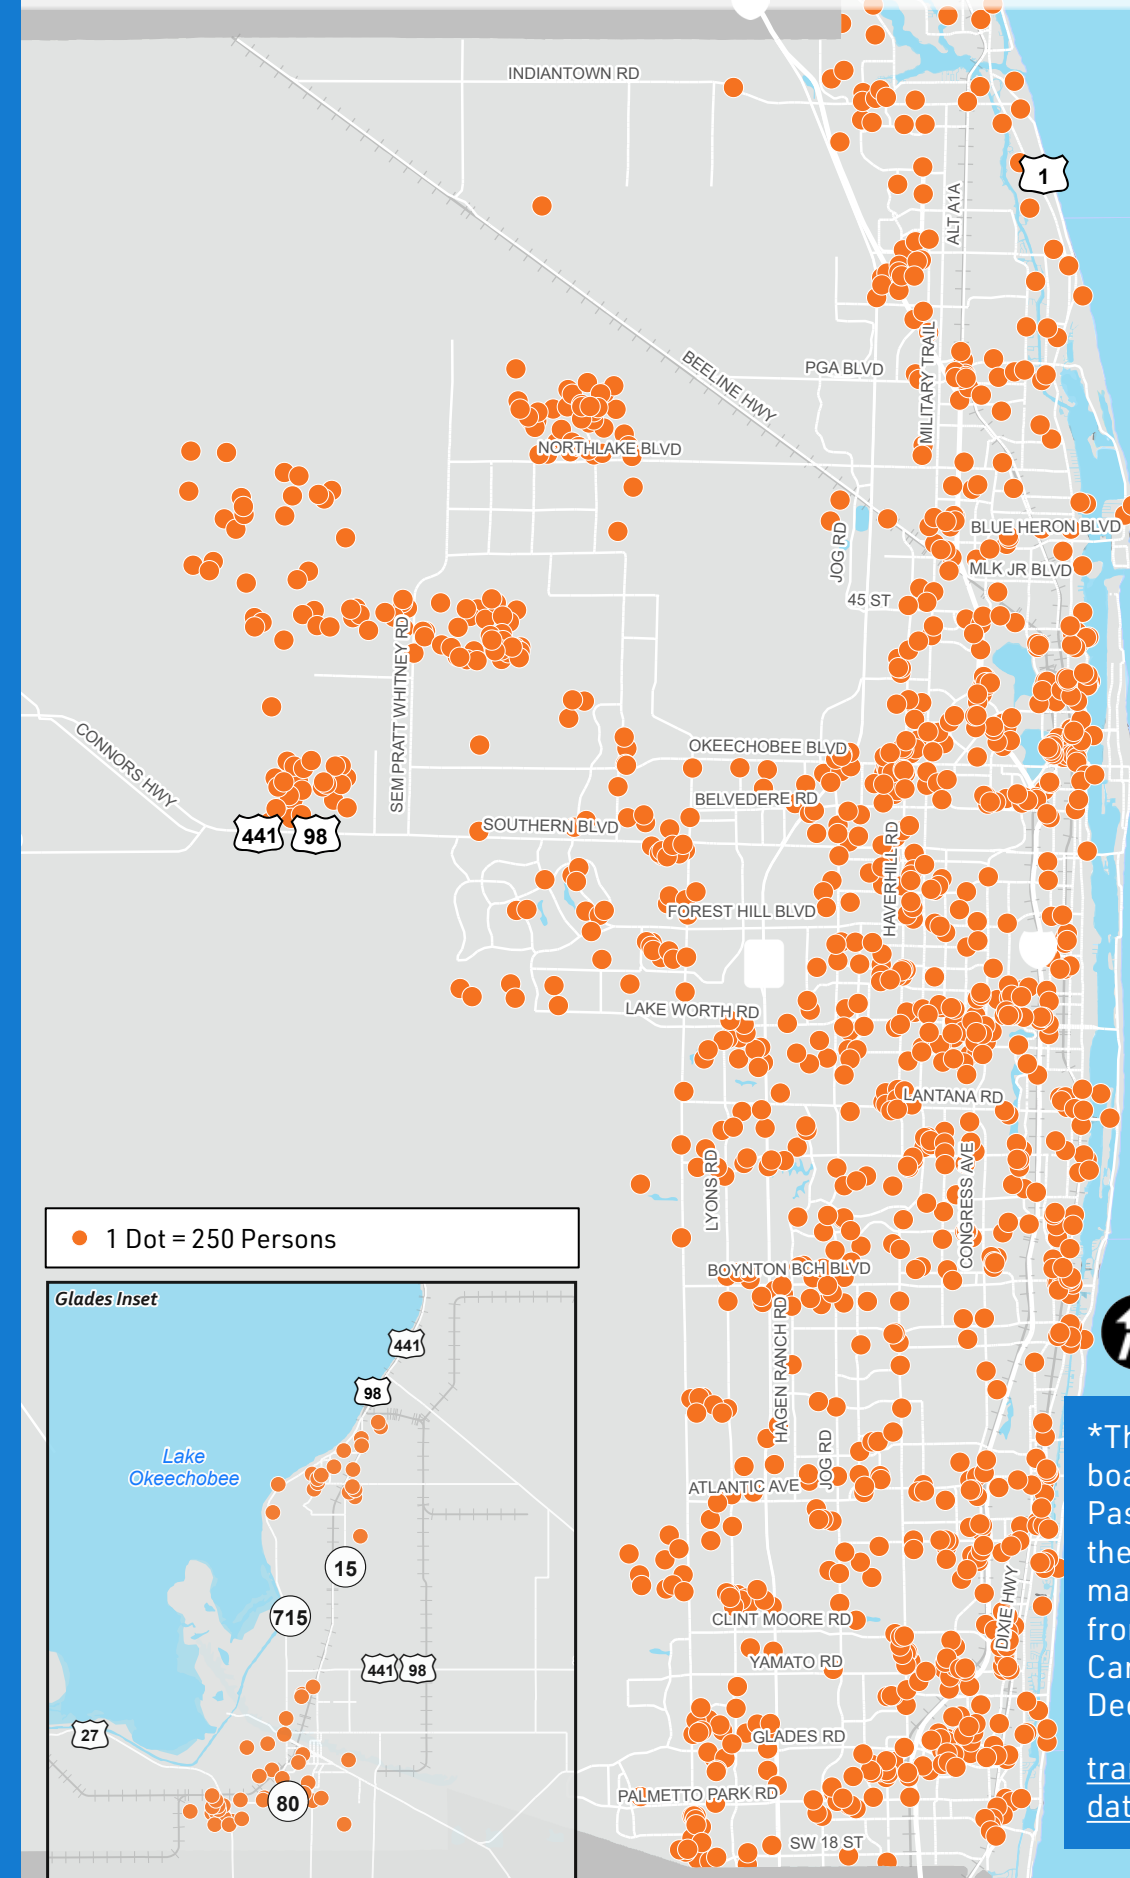 INDIANTOWN RD
1
ALT A1A
PGA BLVD
MILITARY TRAIL
BEELINE HWY
NORTHLAKE BLVD
JOG RD
BLUE HERON BLVD
MLK JR BLVD
45 ST
SEM PRATT WHITNEY RD
CONNORS HWY
OKEECHOBEE BLVD
BELVEDERE RD
SOUTHERN BLVD
441 98
HAVERHILL RD
FOREST HILL BLVD
LAKE WORTH RD
LANTANA RD
LYONS RD
CONGRESS AVE
BOYNTON BCH BLVD
HAGEN RANCH RD
JOG RD
ATLANTIC AVE
CLINT MOORE RD
DIXIE HWY
YAMATO RD
GLADES RD
PALMETTO PARK RD
SW 18 ST
1 Dot = 250 Persons
Glades Inset
441
98
Lake
Okeechobee
15
715
441 98
27
80
boa
Pas
the
ma
fro
Car
Dec
tra
dat